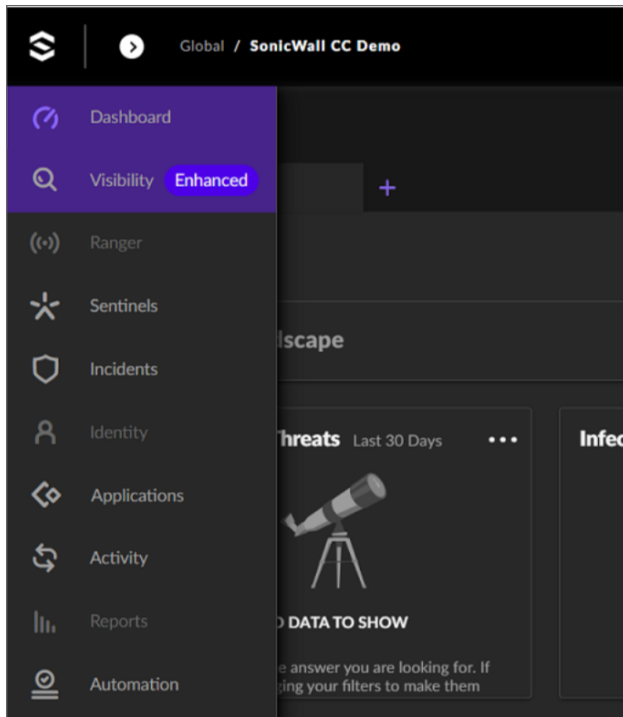 Global / SonicWall CC Demo
Dashboard
Visibility Enhanced
+
Ranger
Sentinels
dscape
Incidents
Identity
Threats Last 30 Days
Infec
Applications
Activity
DATA TO SHOW
Reports
e answer you are looking for. If
ging your filters to make them
Automation